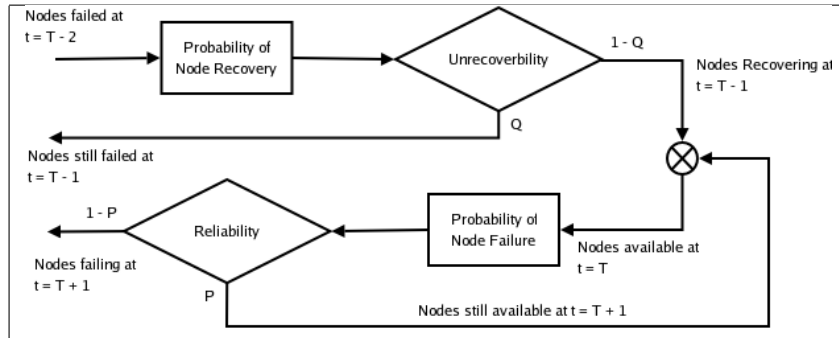 Nodes failed at
t = T - 2
Probability of
Node Recovery
Unrecoverbility
1 - Q
Nodes Recovering at
t = T - 1
Q
Nodes still failed at
t = T - 1
1 - P
Reliability
Probability of
Node Failure
Nodes available at
t = T
Nodes failing at
t = T + 1
P
Nodes still available at t = T + 1